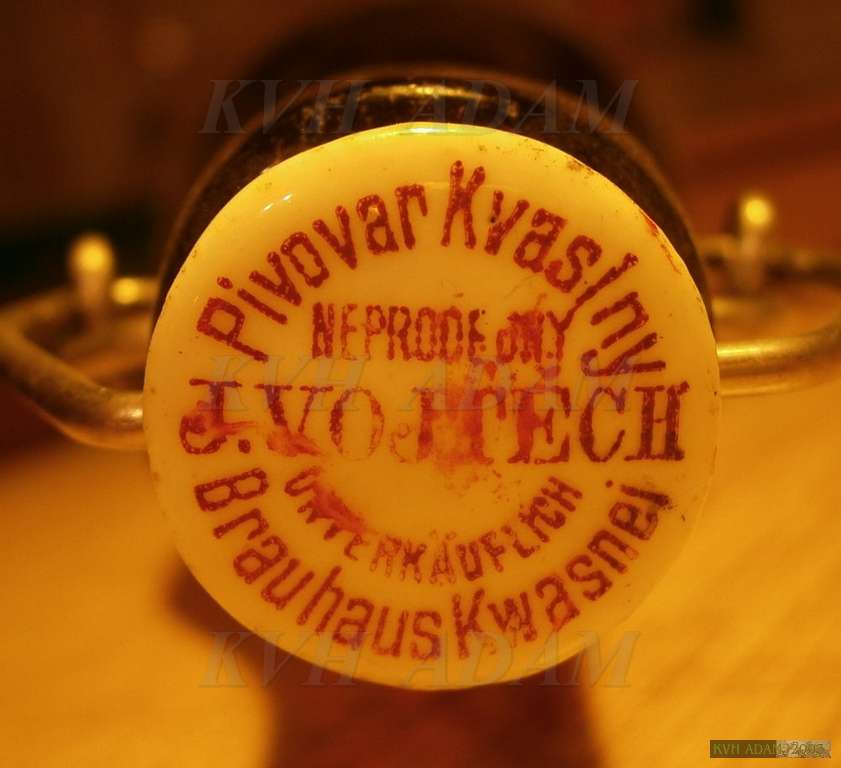 KVH ADAM
Pivovar Kvasiny
NEPRODEJNÝ
KVH ADAM
J. VOJTĚCH
UNVERKÄUFLICH
Brauhaus Kwasnei
KVH ADAM
KVH ADAM 2005